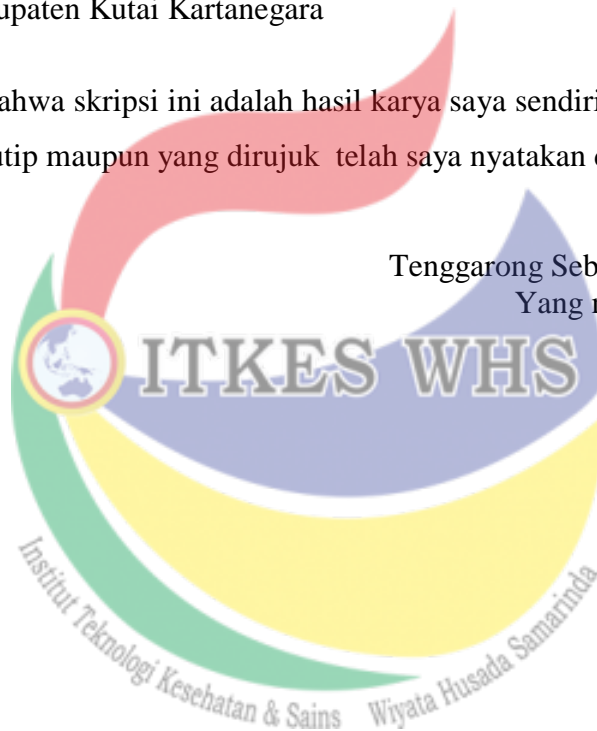 upaten Kutai Kartanegara
ahwa skripsi ini adalah hasil karya saya sendiri
utip maupun yang dirujuk telah saya nyatakan
Tenggarong Seb
Yang
ITKES WHS
Institut Teknologi Kesehatan & Sains Wiyata Husada Samarinda